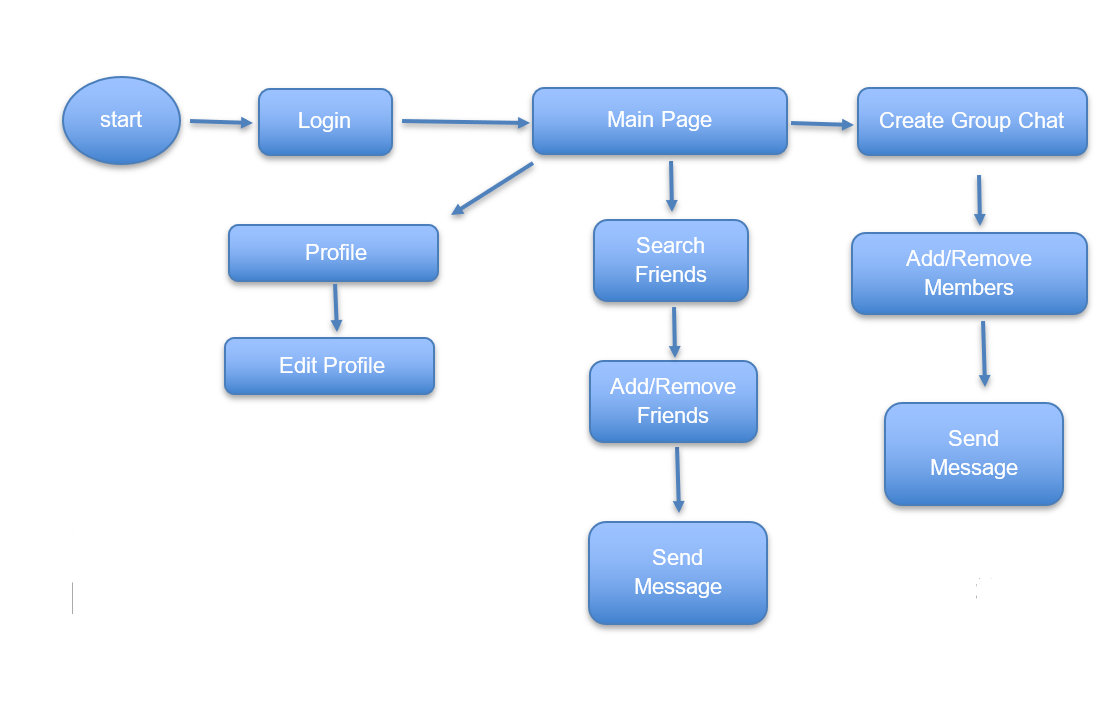 start
Login
Main Page
Create Group Chat
Profile
Search
Friends
Add/Remove
Members
Edit Profile
Add/Remove
Friends
Send
Message
Send
Message